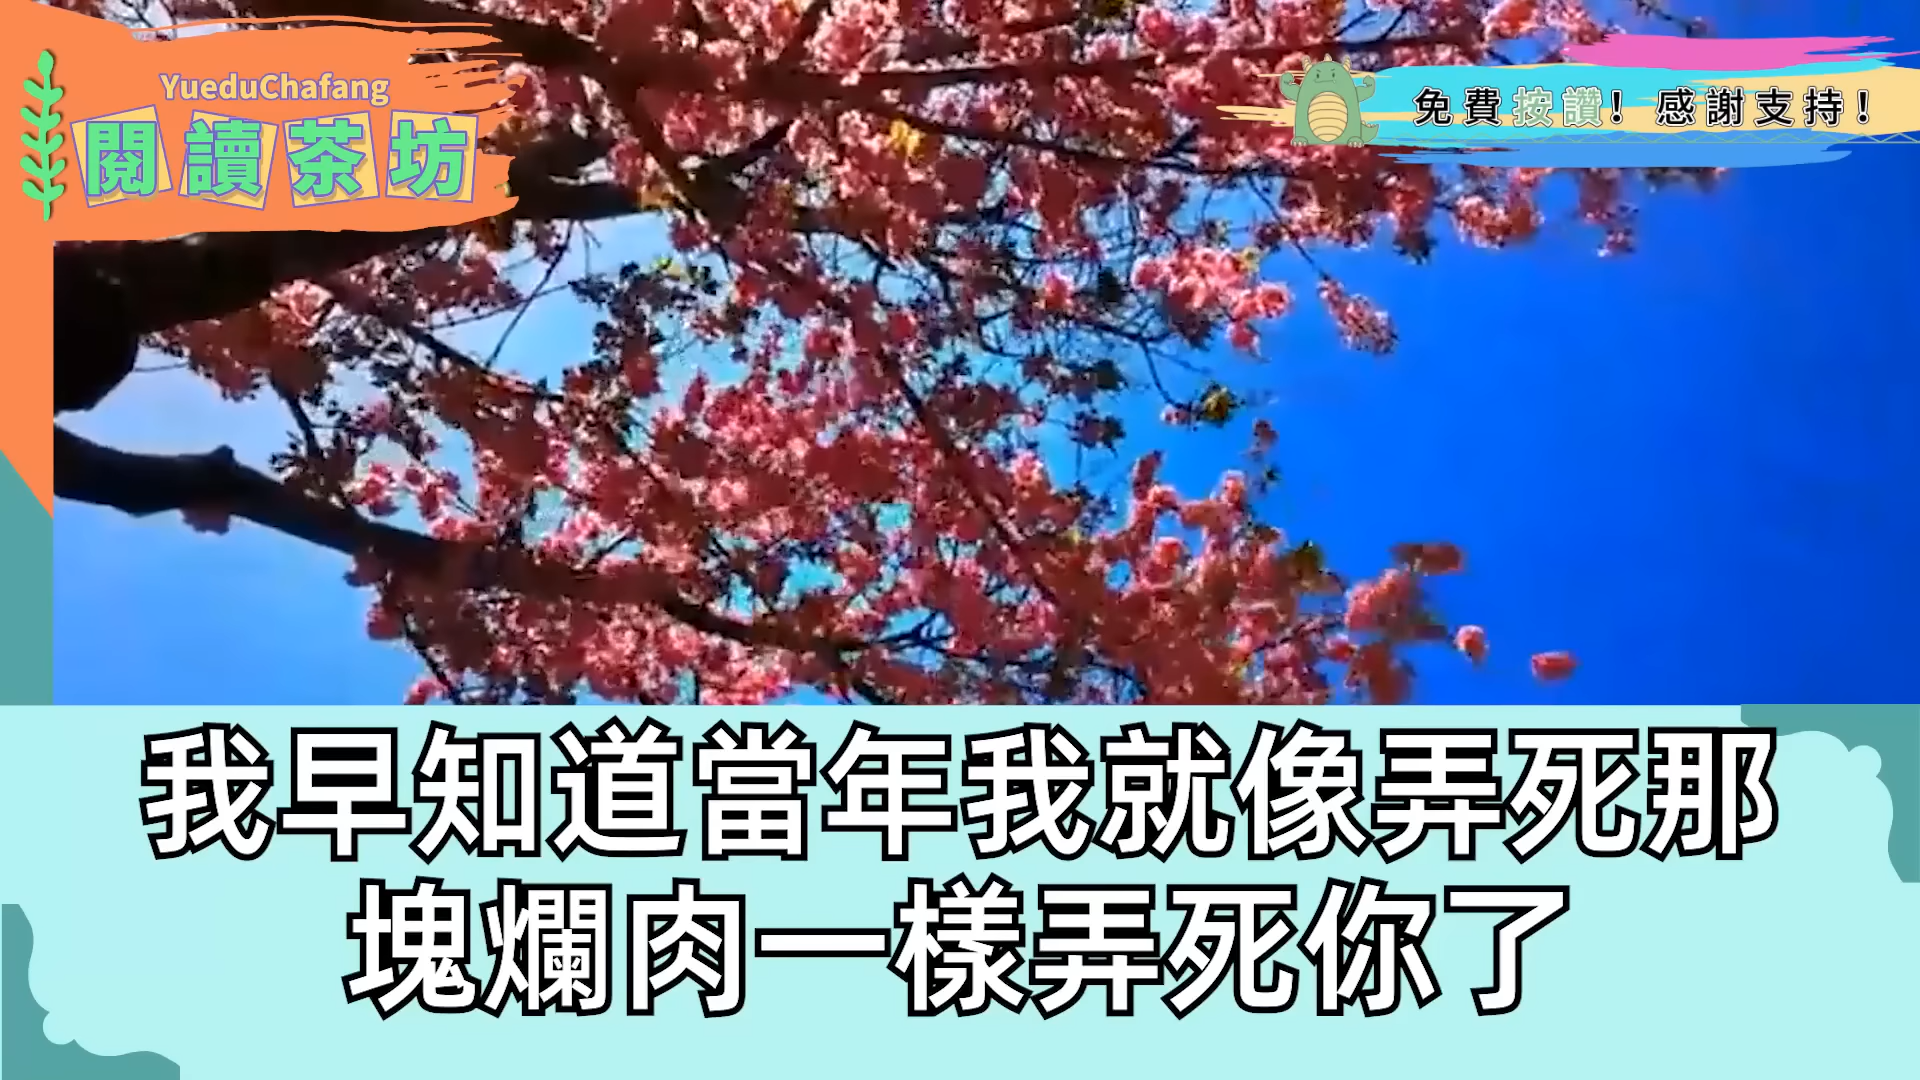 YueduChafang
閱讀茶坊
免費按讚！感謝支持！
我早知道當年我就像弄死那
塊爛肉一樣弄死你了